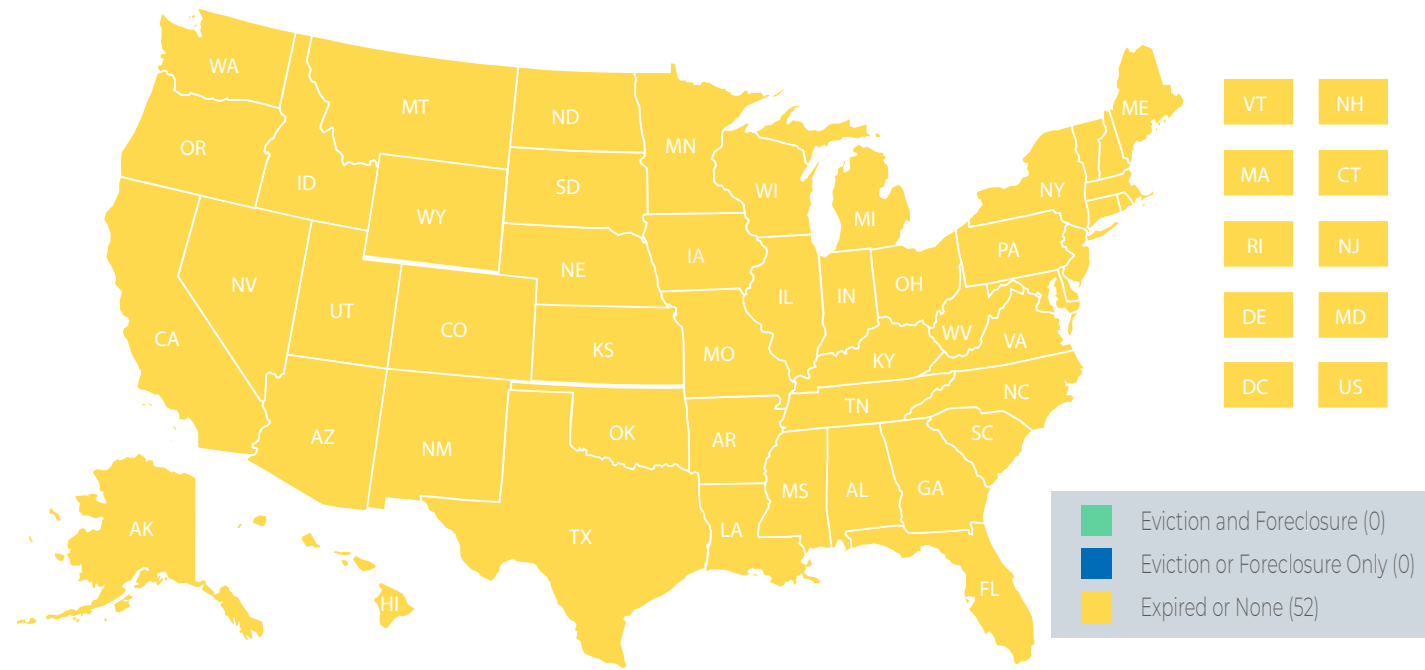 WA
MT
ND
MN
ME
VT NH
OR
ID
SD
WI
NY
MA CT
WY
MI
IA
PA
RI NJ
NE
NV
UT
IL
IN
OH
CO
DE MD
CA
KS
MO
WV
VA
KY
DC US
AZ
NM
OK
AR
TN
NC
SC
MS
AL
GA
AK
TX
LA
FL
HI
Eviction and Foreclosure (0)
Eviction or Foreclosure Only (0)
Expired or None (52)